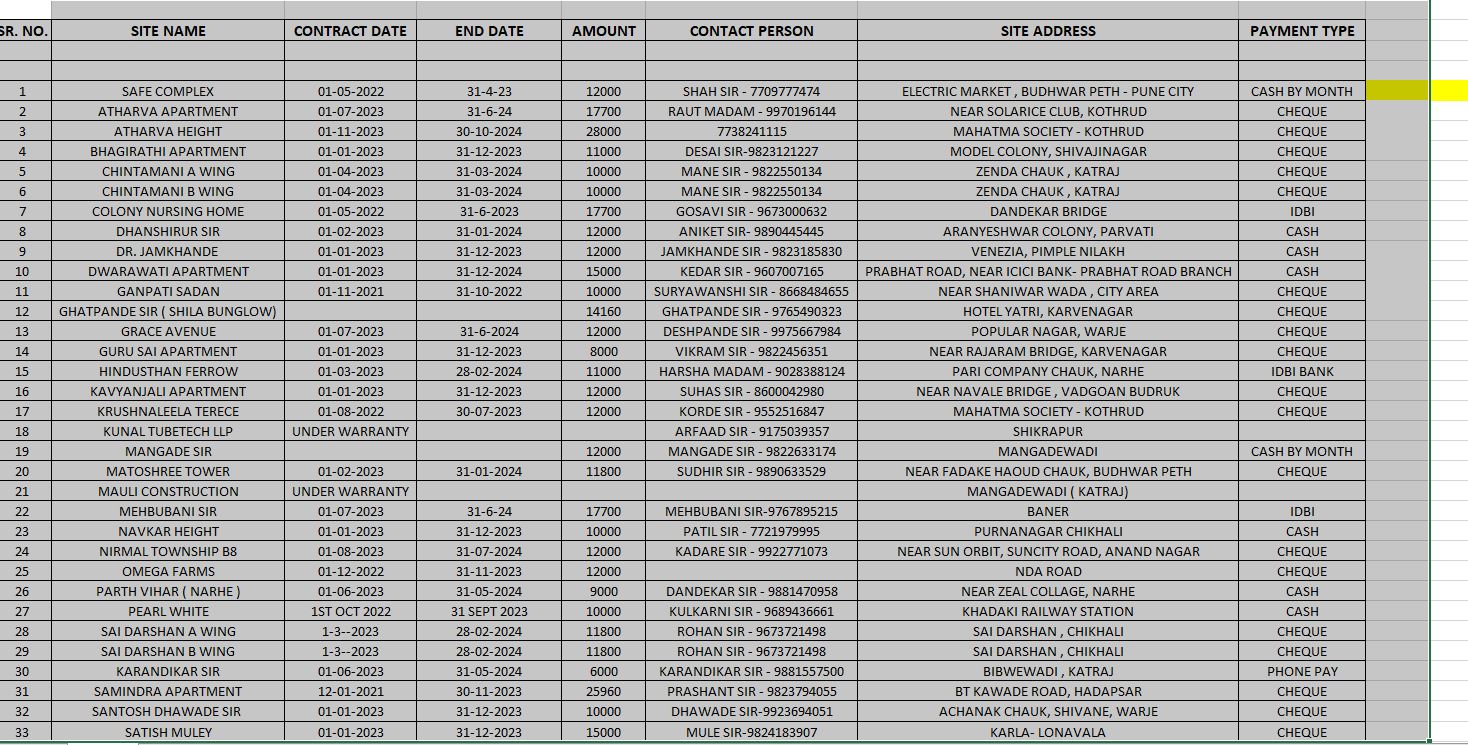 SR. NO. SITE NAME CONTRACT DATE END DATE AMOUNT CONTACT PERSON SITE ADDRESS PAYMENT TYPE
1 SAFE COMPLEX 01-05-2022 31-4-23 12000 SHAH SIR - 7709777474 ELECTRIC MARKET , BUDHWAR PETH - PUNE CITY CASH BY MONTH
2 ATHARVA APARTMENT 01-07-2023 31-6-24 17700 RAUT MADAM - 9970196144 NEAR SOLARICE CLUB, KOTHRUD CHEQUE
3 ATHARVA HEIGHT 01-11-2023 30-10-2024 28000 7738241115 MAHATMA SOCIETY - KOTHRUD CHEQUE
4 BHAGIRATHI APARTMENT 01-01-2023 31-12-2023 11000 DESAI SIR-9823121227 MODEL COLONY, SHIVAJINAGAR CHEQUE
5 CHINTAMANI A WING 01-04-2023 31-03-2024 10000 MANE SIR - 9822550134 ZENDA CHAUK , KATRAJ CHEQUE
6 CHINTAMANI B WING 01-04-2023 31-03-2024 10000 MANE SIR - 9822550134 ZENDA CHAUK , KATRAJ CHEQUE
7 COLONY NURSING HOME 01-05-2022 31-6-2023 17700 GOSAVI SIR - 9673000632 DANDEKAR BRIDGE IDBI
8 DHANSHIRUR SIR 01-02-2023 31-01-2024 12000 ANIKET SIR- 9890445445 ARANYESHWAR COLONY, PARVATI CASH
9 DR. JAMKHANDE 01-01-2023 31-12-2023 12000 JAMKHANDE SIR - 9823185830 VENEZIA, PIMPLE NILAKH CASH
10 DWARAWATI APARTMENT 01-01-2023 31-12-2024 15000 KEDAR SIR - 9607007165 PRABHAT ROAD, NEAR ICICI BANK- PRABHAT ROAD BRANCH CASH
11 GANPATI SADAN 01-11-2021 31-10-2022 10000 SURYAWANSHI SIR - 8668484655 NEAR SHANIWAR WADA , CITY AREA CHEQUE
12 GHATPANDE SIR ( SHILA BUNGLOW) 14160 GHATPANDE SIR - 9765490323 HOTEL YATRI, KARVENAGAR CHEQUE
13 GRACE AVENUE 01-07-2023 31-6-2024 12000 DESHPANDE SIR - 9975667984 POPULAR NAGAR, WARJE CHEQUE
14 GURU SAI APARTMENT 01-01-2023 31-12-2023 8000 VIKRAM SIR - 9822456351 NEAR RAJARAM BRIDGE, KARVENAGAR CHEQUE
15 HINDUSTHAN FERROW 01-03-2023 28-02-2024 11000 HARSHA MADAM - 9028388124 PARI COMPANY CHAUK, NARHE IDBI BANK
16 KAVYANJALI APARTMENT 01-01-2023 31-12-2023 12000 SUHAS SIR - 8600042980 NEAR NAVALE BRIDGE , VADGOAN BUDRUK CHEQUE
17 KRUSHNALEELA TERECE 01-08-2022 30-07-2023 12000 KORDE SIR - 9552516847 MAHATMA SOCIETY - KOTHRUD CHEQUE
18 KUNAL TUBETECH LLP UNDER WARRANTY ARFAAD SIR - 9175039357 SHIKRAPUR
19 MANGADE SIR 12000 MANGADE SIR - 9822633174 MANGADEWADI CASH BY MONTH
20 MATOSHREE TOWER 01-02-2023 31-01-2024 11800 SUDHIR SIR - 9890633529 NEAR FADAKE HAOUD CHAUK, BUDHWAR PETH CHEQUE
21 MAULI CONSTRUCTION UNDER WARRANTY MANGADEWADI ( KATRAJ)
22 MEHBUBANI SIR 01-07-2023 31-6-24 17700 MEHBUBANI SIR-9767895215 BANER IDBI
23 NAVKAR HEIGHT 01-01-2023 31-12-2023 10000 PATIL SIR - 7721979995 PURNANAGAR CHIKHALI CASH
24 NIRMAL TOWNSHIP B8 01-08-2023 31-07-2024 12000 KADARE SIR - 9922771073 NEAR SUN ORBIT, SUNCITY ROAD, ANAND NAGAR CHEQUE
25 OMEGA FARMS 01-12-2022 31-11-2023 12000 NDA ROAD CHEQUE
26 PARTH VIHAR ( NARHE ) 01-06-2023 31-05-2024 9000 DANDEKAR SIR - 9881470958 NEAR ZEAL COLLAGE, NARHE CASH
27 PEARL WHITE 1ST OCT 2022 31 SEPT 2023 10000 KULKARNI SIR - 9689436661 KHADAKI RAILWAY STATION CASH
28 SAI DARSHAN A WING 1-3--2023 28-02-2024 11800 ROHAN SIR - 9673721498 SAI DARSHAN , CHIKHALI CHEQUE
29 SAI DARSHAN B WING 1-3--2023 28-02-2024 11800 ROHAN SIR - 9673721498 SAI DARSHAN , CHIKHALI CHEQUE
30 KARANDIKAR SIR 01-06-2023 31-05-2024 6000 KARANDIKAR SIR - 9881557500 BIBWEWADI , KATRAJ PHONE PAY
31 SAMINDRA APARTMENT 12-01-2021 30-11-2023 25960 PRASHANT SIR - 9823794055 BT KAWADE ROAD, HADAPSAR CHEQUE
32 SANTOSH DHAWADE SIR 01-01-2023 31-12-2023 10000 DHAWADE SIR-9923694051 ACHANAK CHAUK, SHIVANE, WARJE CHEQUE
33 SATISH MULEY 01-01-2023 31-12-2023 15000 MULE SIR-9824183907 KARLA- LONAVALA CHEQUE